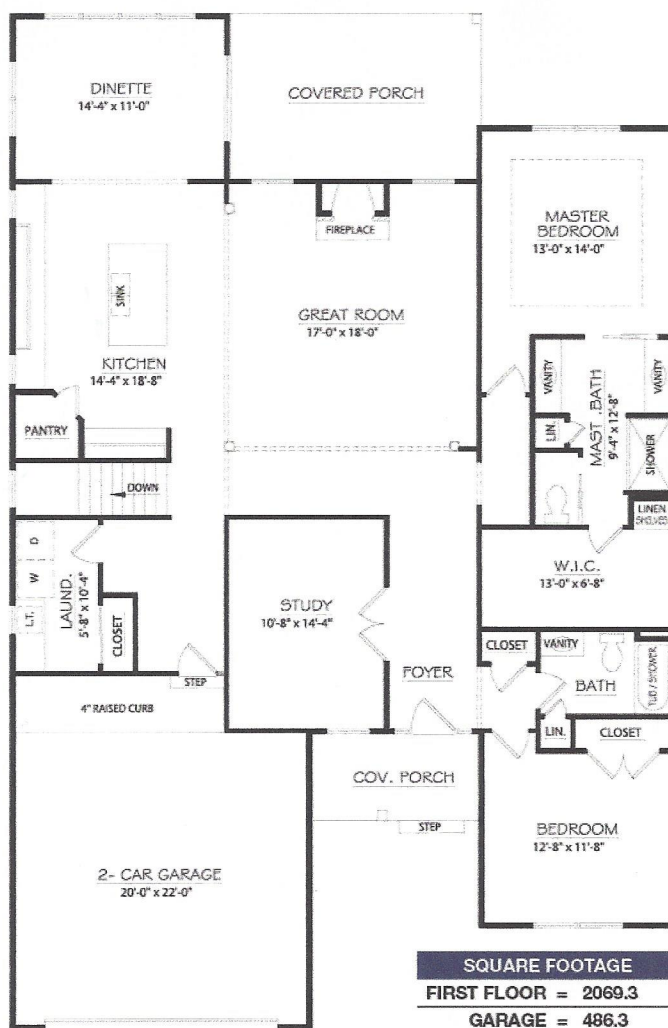 DINETTE
14'-4" x 11'-0"
COVERED PORCH
MASTER
BEDROOM
13'-0" x 14'-0"
FIREPLACE
SINK
GREAT ROOM
17'-0" x 18'-0"
KITCHEN
14'-4" x 18'-8"
VANITY
VANITY
MAST. BATH
9'-4" x 12'-8"
PANTRY
LIN.
SHOWER
DOWN
LINEN
SHELVES
D
W
L.T.
LAUND.
5'-8" x 10'-4"
CLOSET
STUDY
10'-8" x 14'-4"
W.I.C.
13'-0" x 6'-8"
CLOSET
VANITY
BATH
TUB / SHOWER
FOYER
STEP
4" RAISED CURB
LIN.
CLOSET
COV. PORCH
STEP
BEDROOM
12'-8" x 11'-8"
2- CAR GARAGE
20'-0" x 22'-0"
SQUARE FOOTAGE
FIRST FLOOR = 2069.3
GARAGE = 486.3